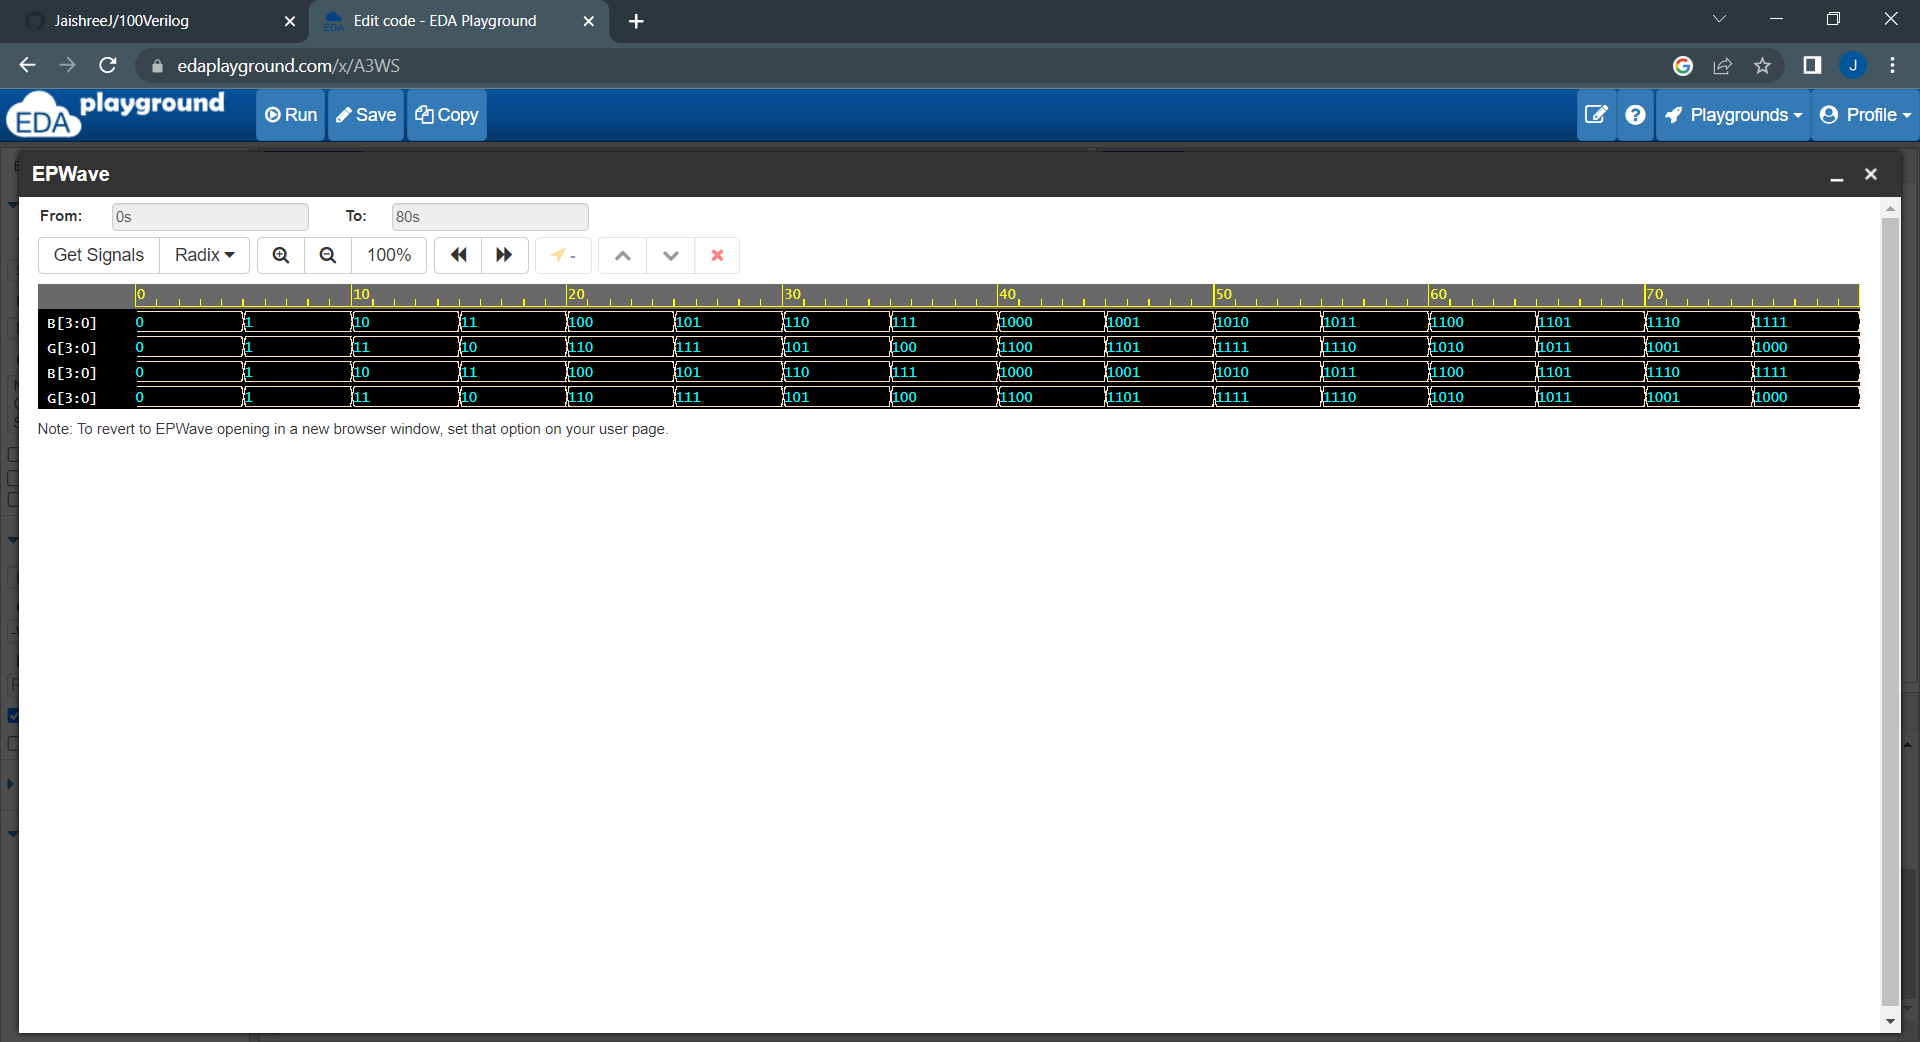 JaishreeJ/100Verilog
Edit code - EDA Playground
edaplayground.com/x/A3WS
J
EDA playground
Run
Save
Copy
Playgrounds
Profile
EPWave
From: 0s To: 80s
Get Signals Radix 100% -
0 10 20 30 40 50 60 70
B[3:0] 0 1 10 11 100 101 110 111 1000 1001 1010 1011 1100 1101 1110 1111
G[3:0] 0 1 11 10 110 111 101 100 1100 1101 1111 1110 1010 1011 1001 1000
B[3:0] 0 1 10 11 100 101 110 111 1000 1001 1010 1011 1100 1101 1110 1111
G[3:0] 0 1 11 10 110 111 101 100 1100 1101 1111 1110 1010 1011 1001 1000
Note: To revert to EPWave opening in a new browser window, set that option on your user page.